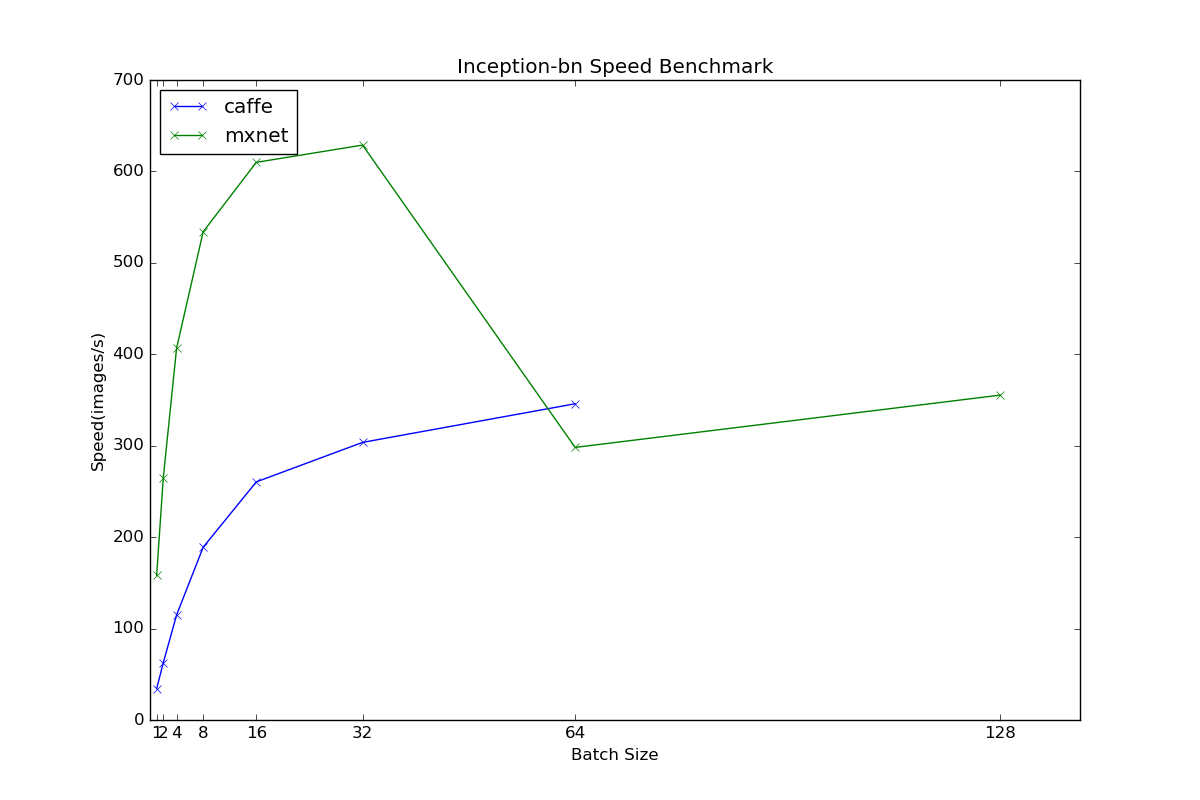 Inception-bn Speed Benchmark
caffe
mxnet
700
600
500
400
300
200
100
0
Speed(images/s)
1 2 4 8 16 32 64 128
Batch Size